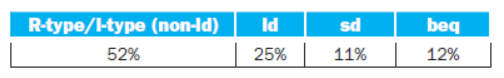 R-type/I-type (non-ld) ld sd beq
52% 25% 11% 12%